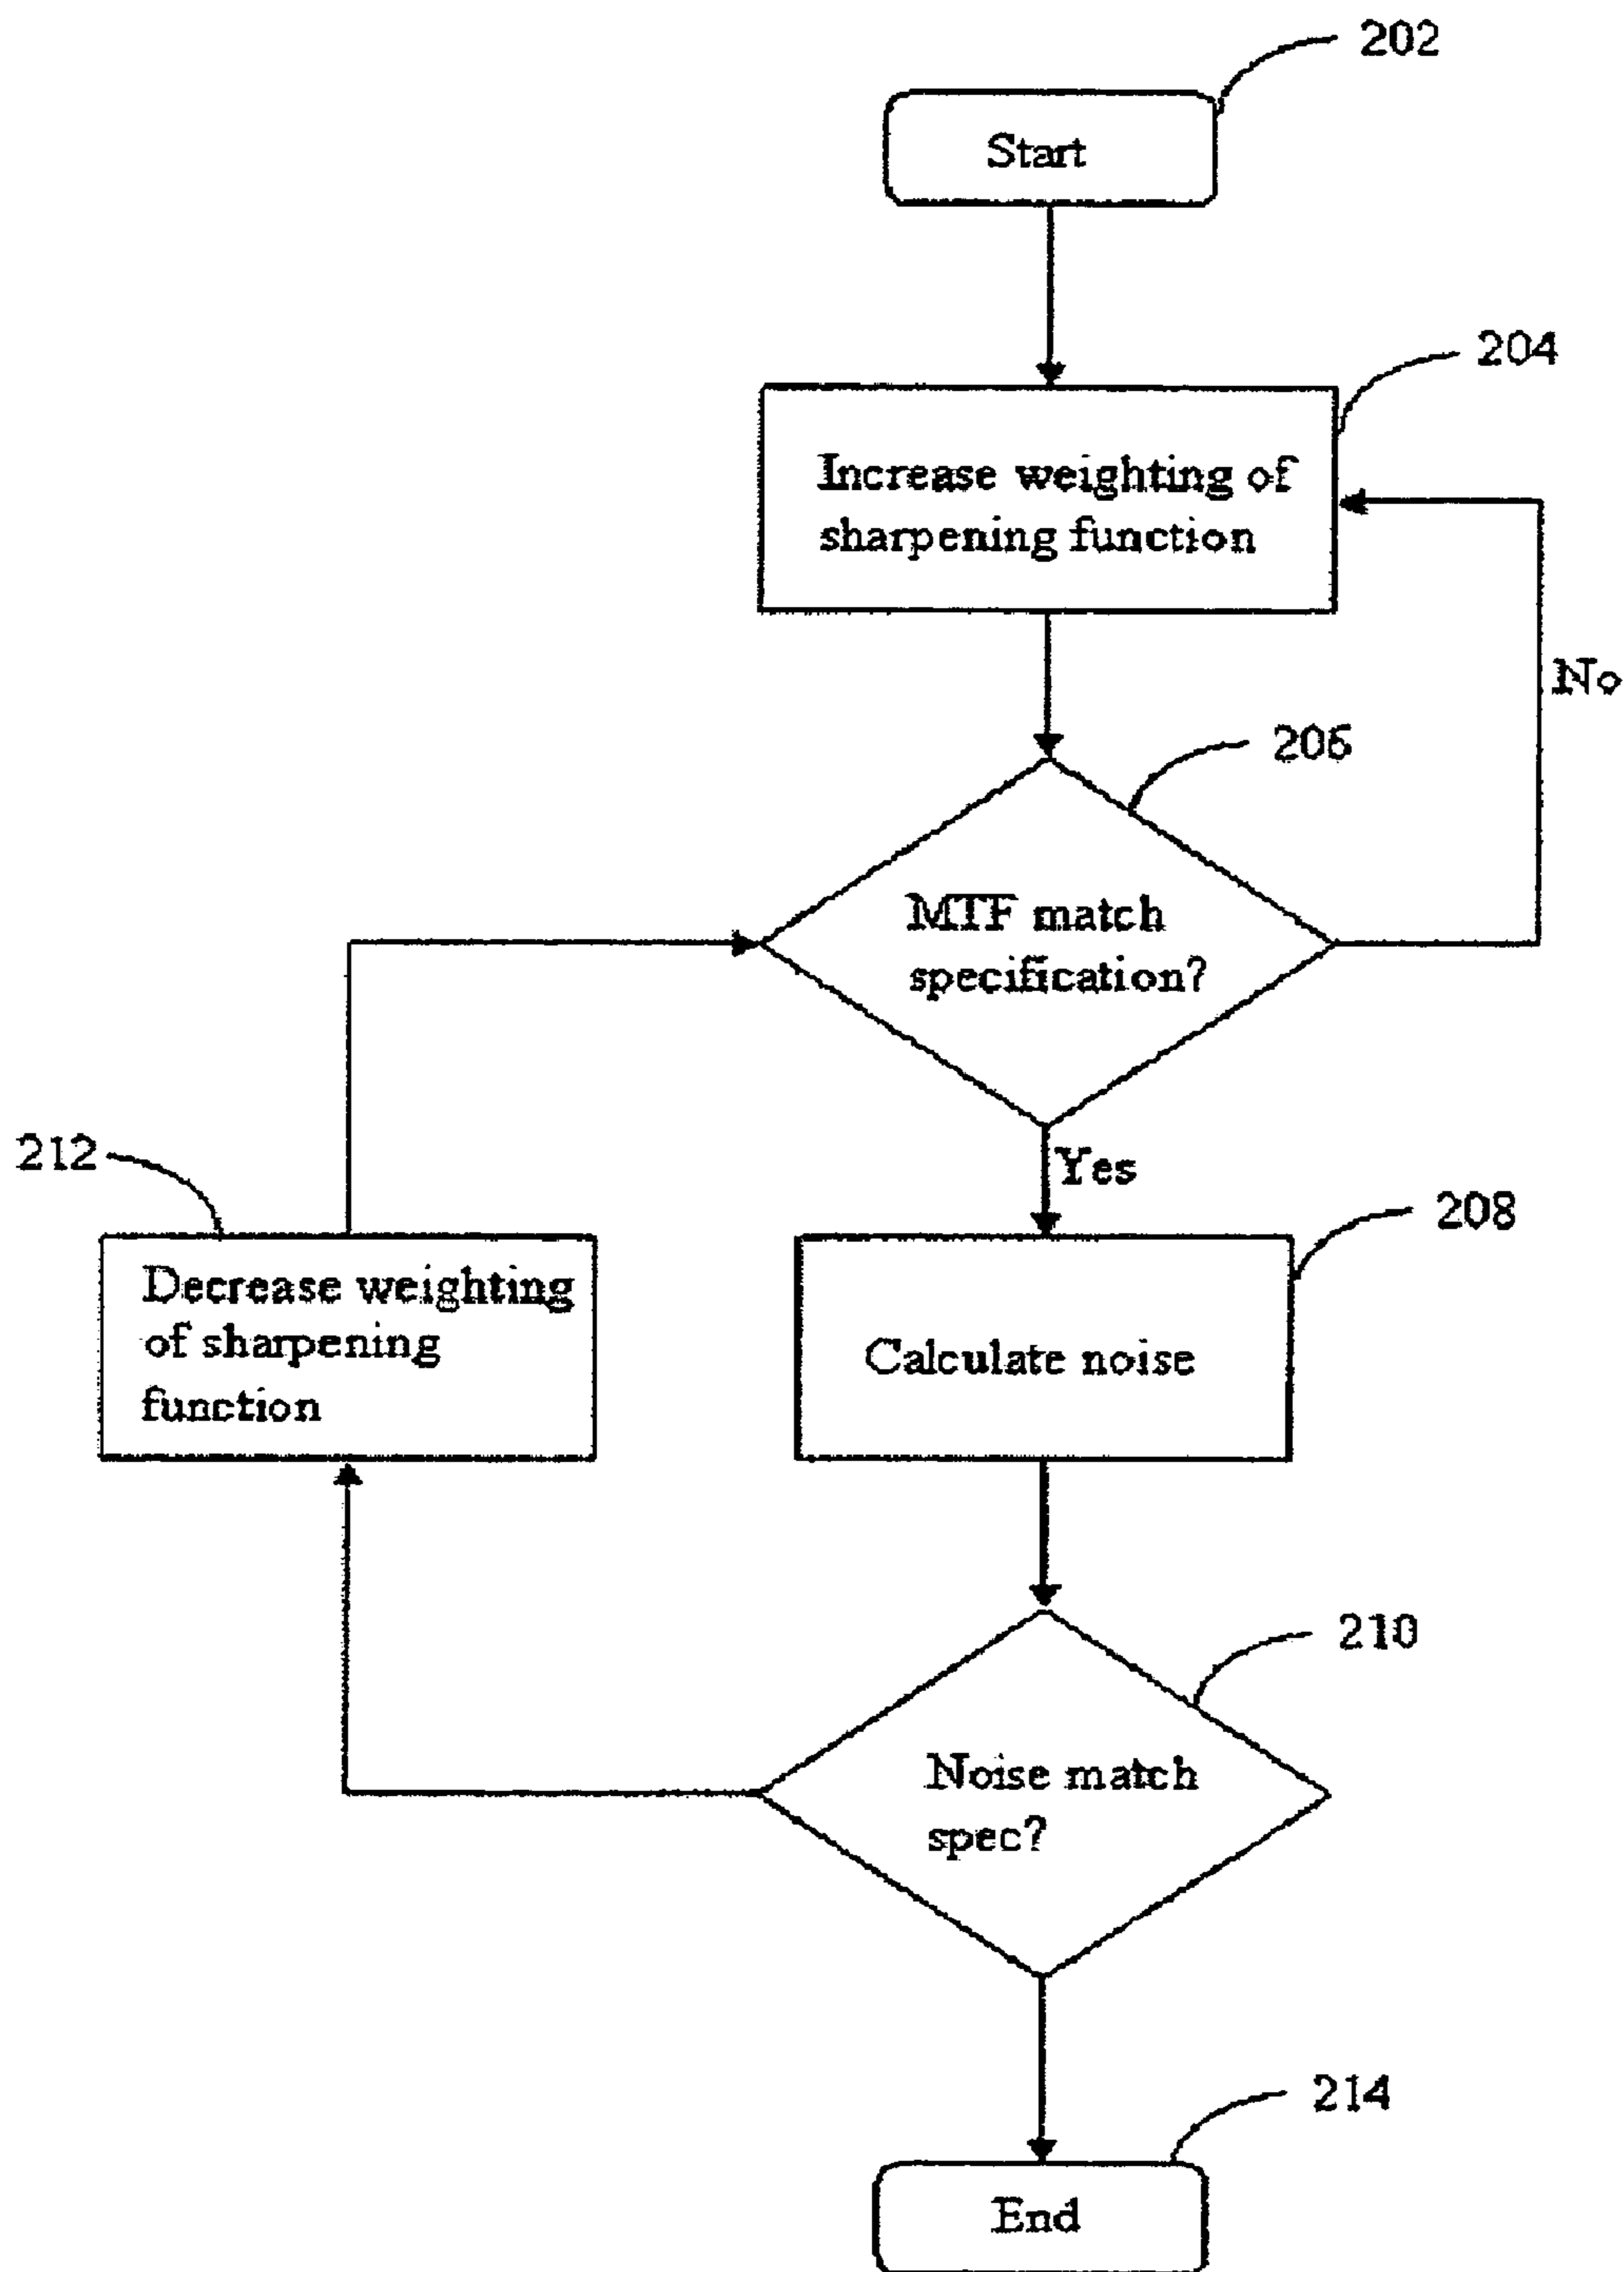 202
Start
204
Increase weighting of
sharpening function
No
206
MTF match
specification?
Yes
212
208
Decrease weighting
of sharpening
function
Calculate noise
210
Noise match
spec?
214
End